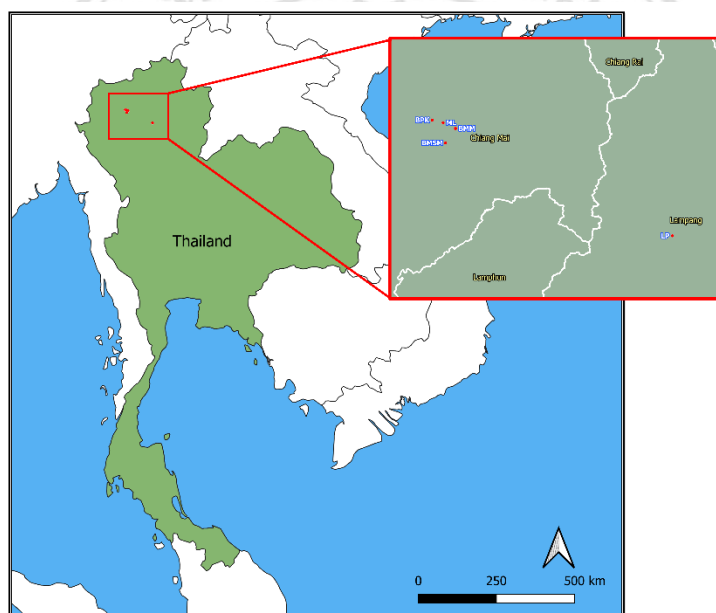 Chiang Rai
BPK
ML
BMM
Chiang Mai
BMSM
Lampang
LP
Lamphun
Thailand
0 250 500 km